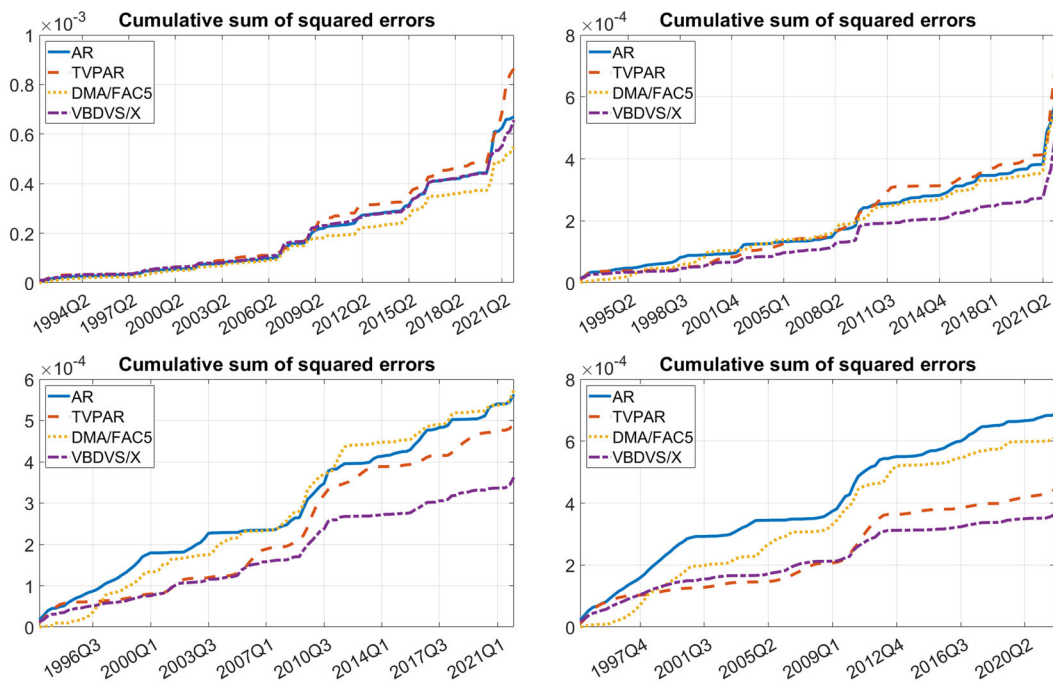 Cumulative sum of squared errors
×10⁻³
1
0.8
0.6
0.4
0.2
0
AR
TVPAR
DMA/FAC5
VBDVS/X
1994Q2 1997Q2 2000Q2 2003Q2 2006Q2 2009Q2 2012Q2 2015Q2 2018Q2 2021Q2
Cumulative sum of squared errors
×10⁻⁴
8
6
4
2
0
AR
TVPAR
DMA/FAC5
VBDVS/X
1995Q2 1998Q3 2001Q4 2005Q1 2008Q2 2011Q3 2014Q4 2018Q1 2021Q2
Cumulative sum of squared errors
×10⁻⁴
6
5
4
3
2
1
0
AR
TVPAR
DMA/FAC5
VBDVS/X
1996Q3 2000Q1 2003Q3 2007Q1 2010Q3 2014Q1 2017Q3 2021Q1
Cumulative sum of squared errors
×10⁻⁴
8
6
4
2
0
AR
TVPAR
DMA/FAC5
VBDVS/X
1997Q4 2001Q3 2005Q2 2009Q1 2012Q4 2016Q3 2020Q2